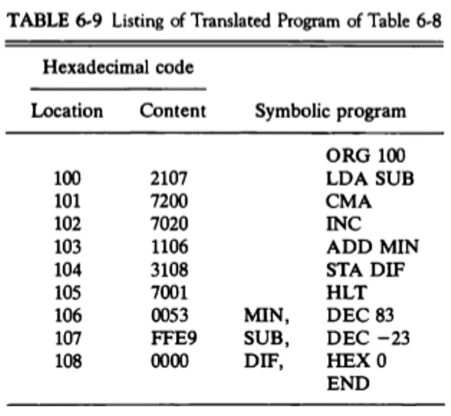 TABLE 6-9 Listing of Translated Program of Table 6-8
Hexadecimal code
Location Content Symbolic program
ORG 100
100 2107 LDA SUB
101 7200 CMA
102 7020 INC
103 1106 ADD MIN
104 3108 STA DIF
105 7001 HLT
106 0053 MIN, DEC 83
107 FFE9 SUB, DEC −23
108 0000 DIF, HEX 0
END